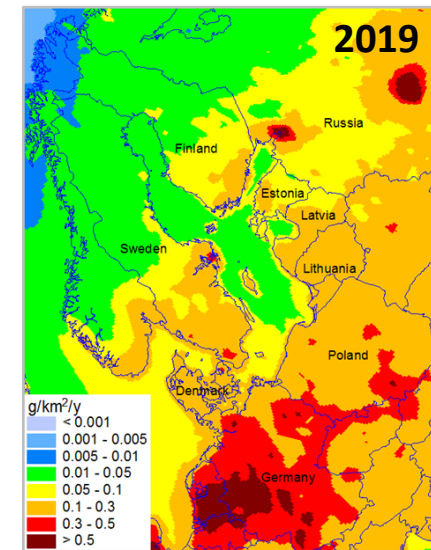 2019
Russia
Finland
Estonia
Latvia
Sweden
Lithuania
Poland
Denmark
Germany
g/km²/y
< 0.001
0.001 - 0.005
0.005 - 0.01
0.01 - 0.05
0.05 - 0.1
0.1 - 0.3
0.3 - 0.5
> 0.5